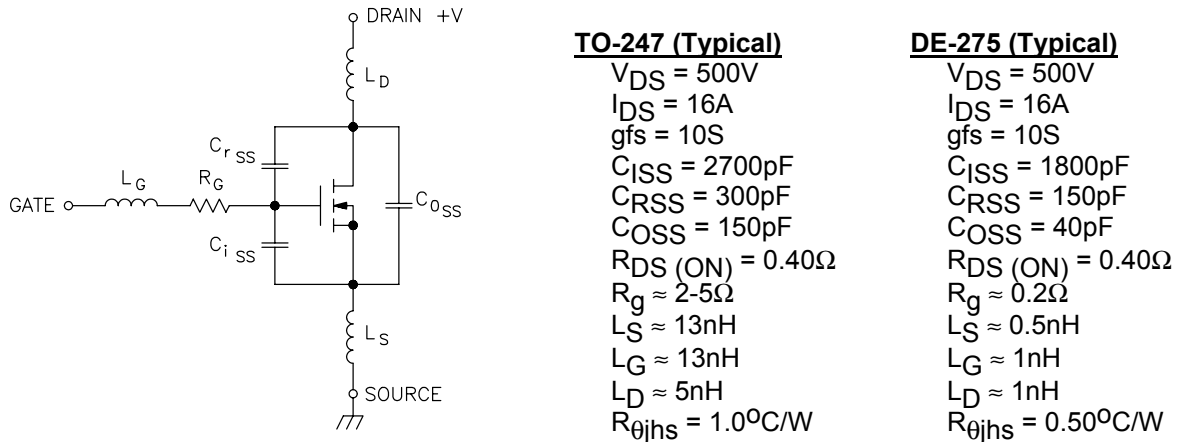 DRAIN +V
L_D
C_r_SS
L_G
R_G
GATE
C_0_SS
C_i_SS
L_S
SOURCE
TO-247 (Typical)
V_DS = 500V
I_DS = 16A
gfs = 10S
C_ISS = 2700pF
C_RSS = 300pF
C_OSS = 150pF
R_DS (ON) = 0.40Ω
R_g ≈ 2-5Ω
L_S ≈ 13nH
L_G ≈ 13nH
L_D ≈ 5nH
R_θjhs = 1.0°C/W
DE-275 (Typical)
V_DS = 500V
I_DS = 16A
gfs = 10S
C_ISS = 1800pF
C_RSS = 150pF
C_OSS = 40pF
R_DS (ON) = 0.40Ω
R_g ≈ 0.2Ω
L_S ≈ 0.5nH
L_G ≈ 1nH
L_D ≈ 1nH
R_θjhs = 0.50°C/W